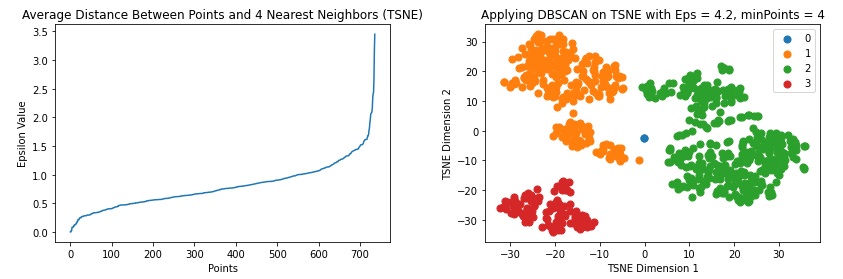 Average Distance Between Points and 4 Nearest Neighbors (TSNE)
3.5
3.0
2.5
2.0
1.5
1.0
0.5
0.0
Epsilon Value
0 100 200 300 400 500 600 700
Points
Applying DBSCAN on TSNE with Eps = 4.2, minPoints = 4
30
20
10
0
−10
−20
−30
TSNE Dimension 2
0
1
2
3
−30 −20 −10 0 10 20 30
TSNE Dimension 1